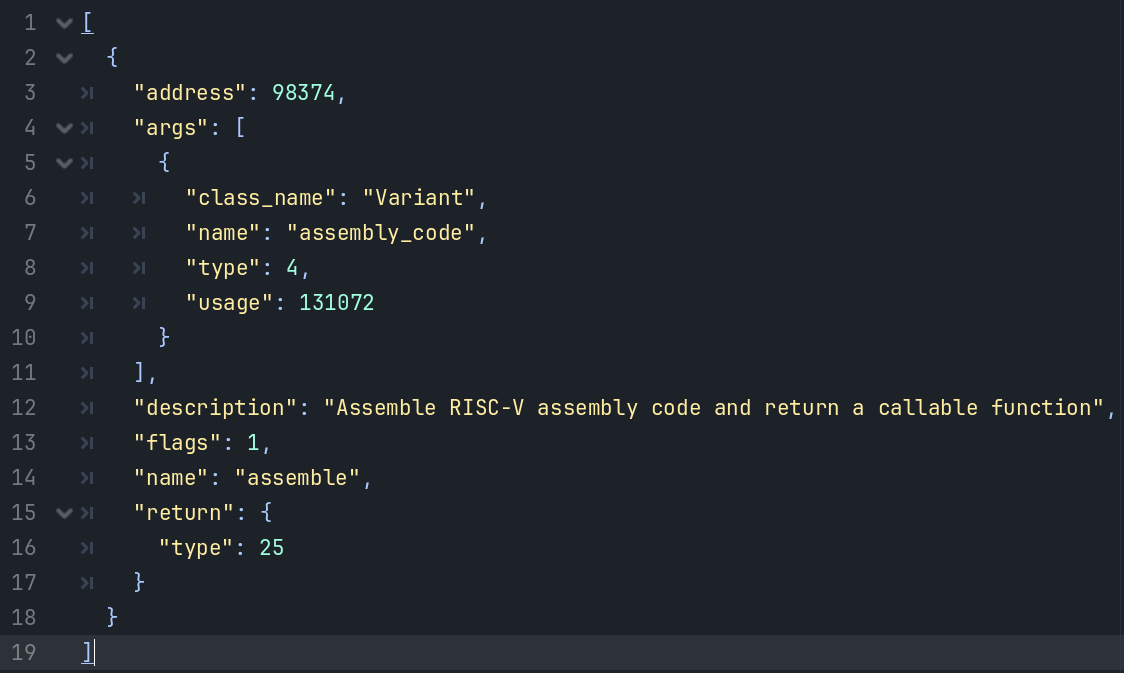 1 [
2 {
3 "address": 98374,
4 "args": [
5 {
6 "class_name": "Variant",
7 "name": "assembly_code",
8 "type": 4,
9 "usage": 131072
10 }
11 ],
12 "description": "Assemble RISC-V assembly code and return a callable function",
13 "flags": 1,
14 "name": "assemble",
15 "return": {
16 "type": 25
17 }
18 }
19 ]